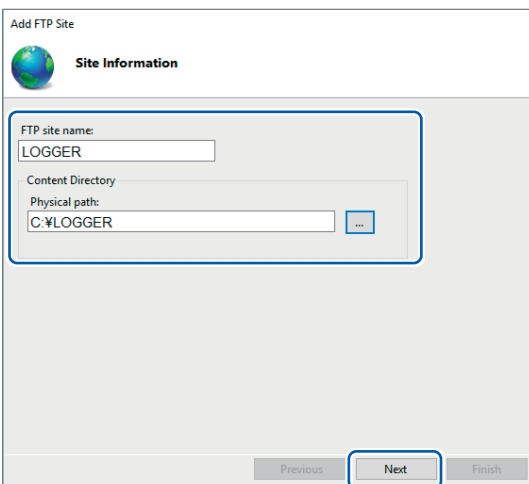 Add FTP Site
Site Information
FTP site name:
LOGGER
Content Directory
Physical path:
C:¥LOGGER
...
Previous
Next
Finish